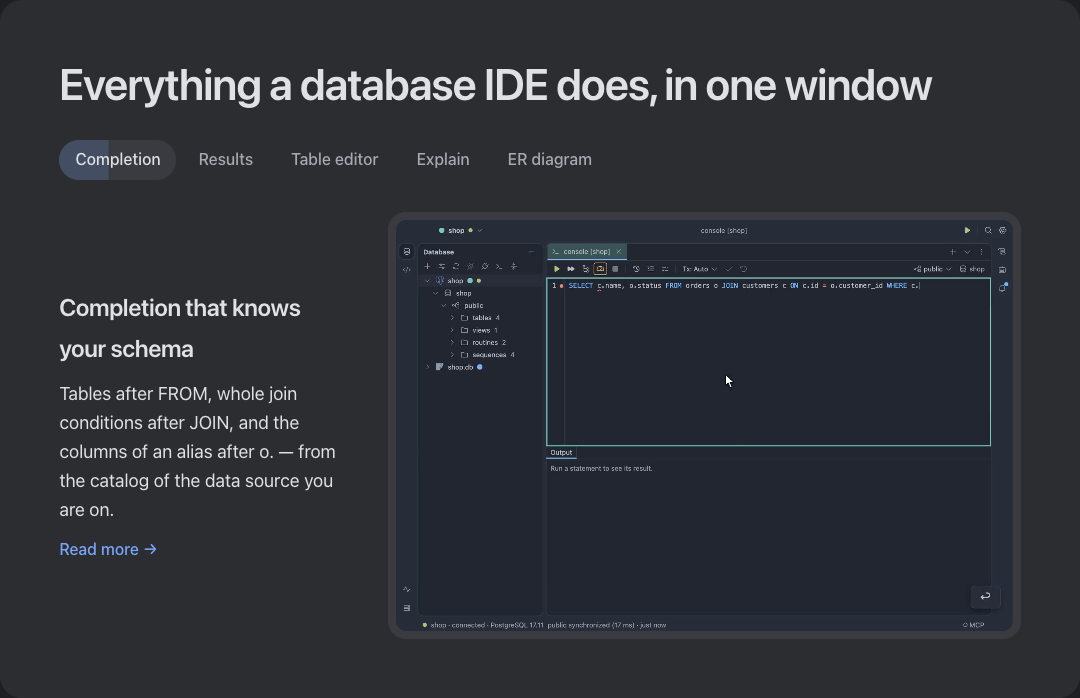 Everything a database IDE does, in one window
Completion Results Table editor Explain ER diagram
Completion that knows
your schema
Tables after FROM, whole join
conditions after JOIN, and the
columns of an alias after o. — from
the catalog of the data source you
are on.
Read more →
shop
console [shop]
Database
console [shop]
Tx: Auto
public
shop
shop
shop
public
tables 4
views 1
routines 2
sequences 4
shop.db
1 SELECT c.name, o.status FROM orders o JOIN customers c ON c.id = o.customer_id WHERE c.
Output
Run a statement to see its result.
shop · connected · PostgreSQL 17.11 public synchronized (17 ms) · just now
MCP